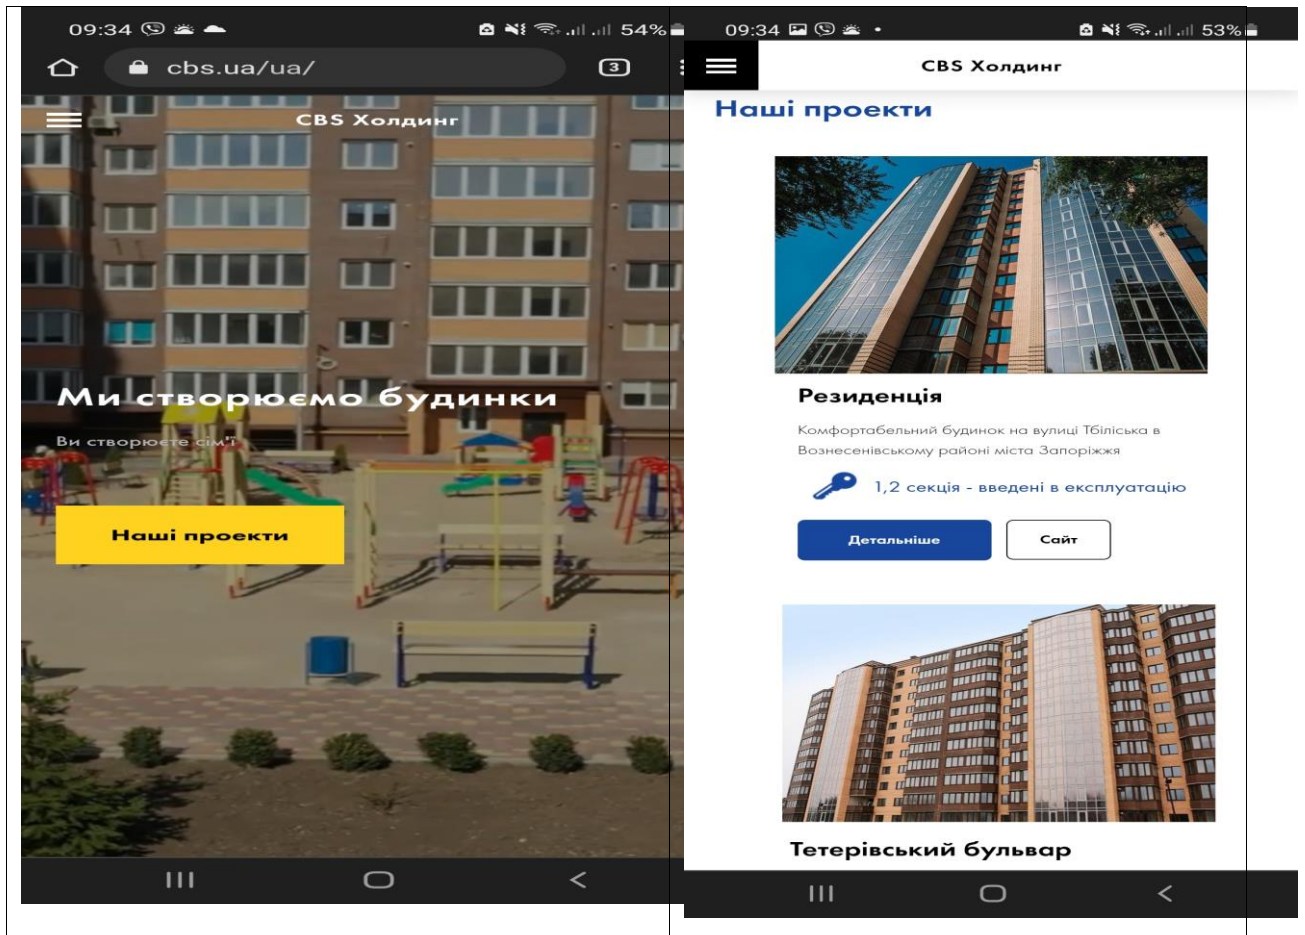 09:34
54%
cbs.ua/ua/
3
CBS Холдинг
Ми створюємо будинки
Ви створюєте сім'ї
Наші проекти
09:34
53%
CBS Холдинг
Наші проекти
Резиденція
Комфортабельний будинок на вулиці Тбіліська в
Вознесенівському районі міста Запоріжжя
1,2 секція - введені в експлуатацію
Детальніше
Сайт
Тетерівський бульвар